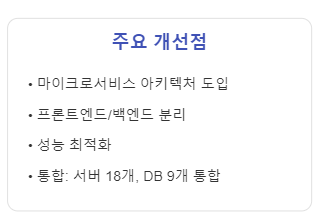 주요 개선점
• 마이크로서비스 아키텍처 도입
• 프론트엔드/백엔드 분리
• 성능 최적화
• 통합: 서버 18개, DB 9개 통합